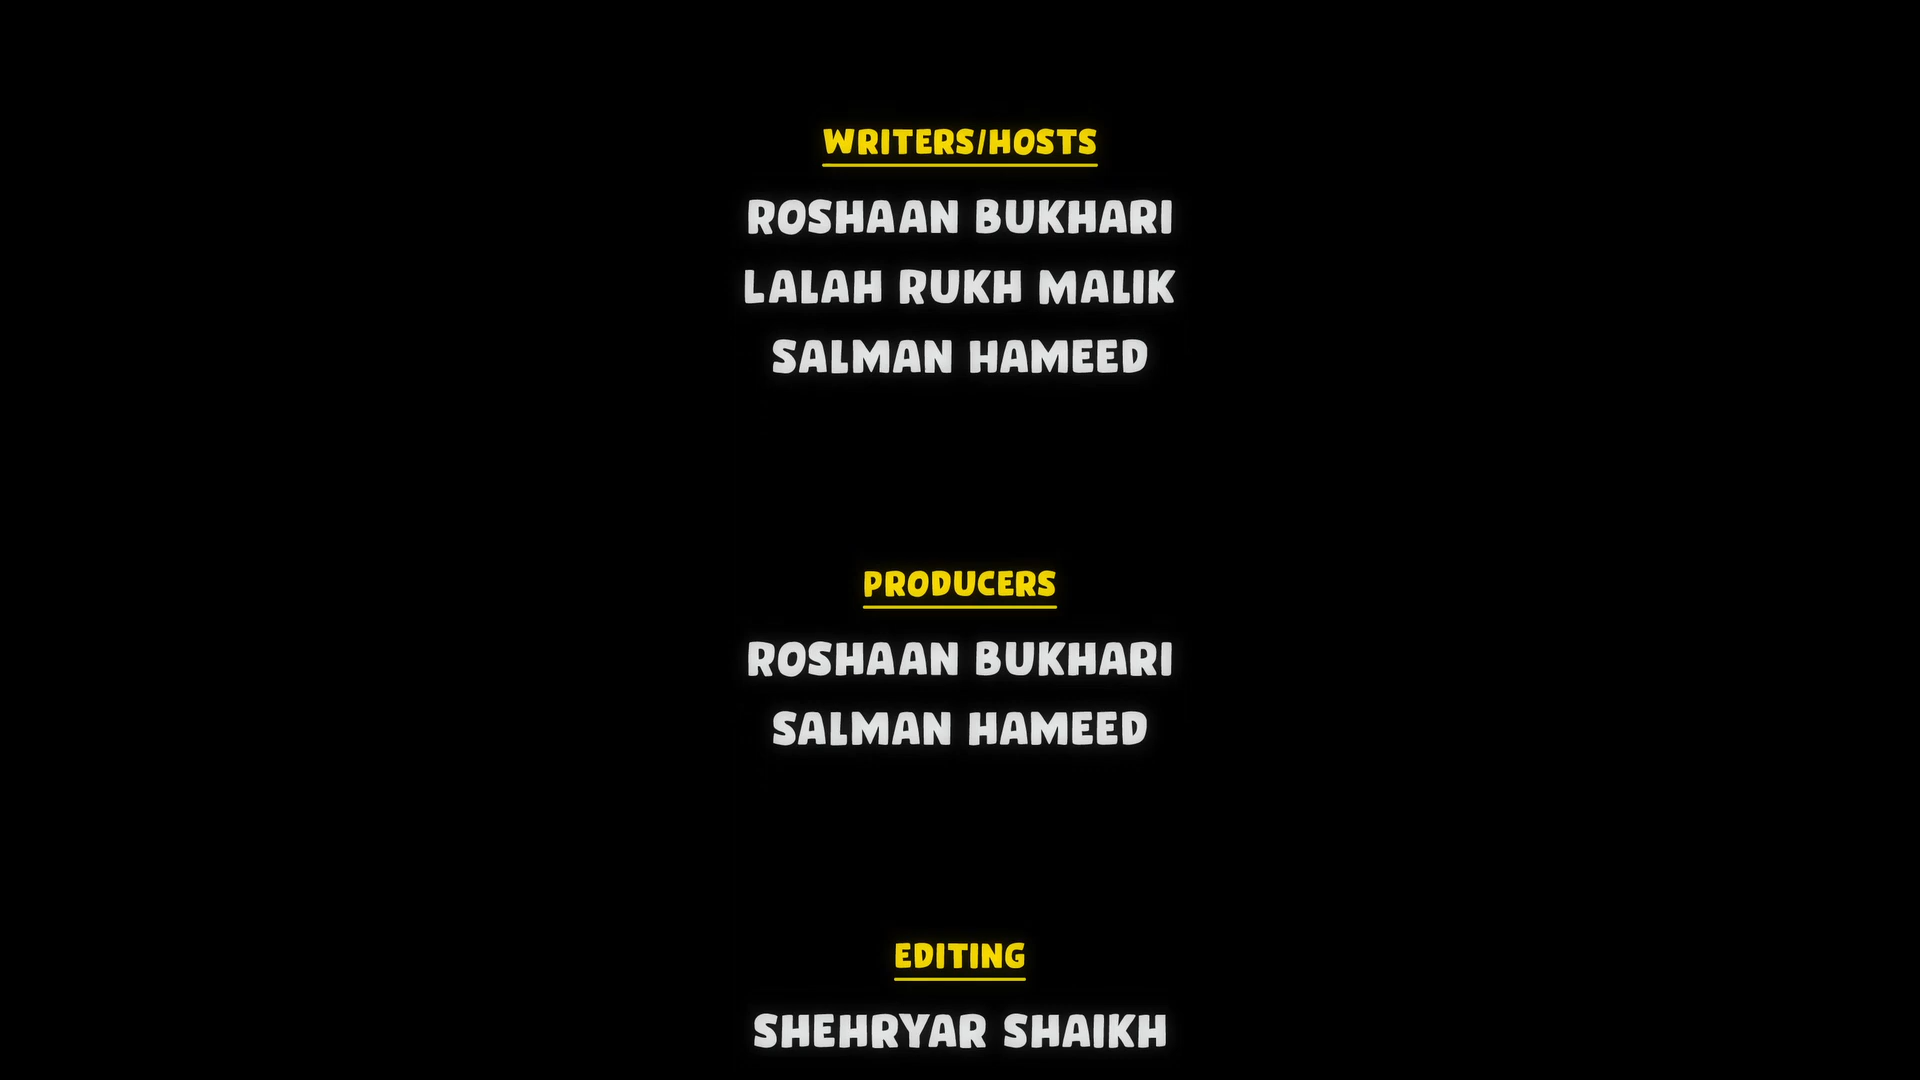 WRITERS/HOSTS
ROSHAAN BUKHARI
LALAH RUKH MALIK
SALMAN HAMEED
PRODUCERS
ROSHAAN BUKHARI
SALMAN HAMEED
EDITING
SHEHRYAR SHAIKH